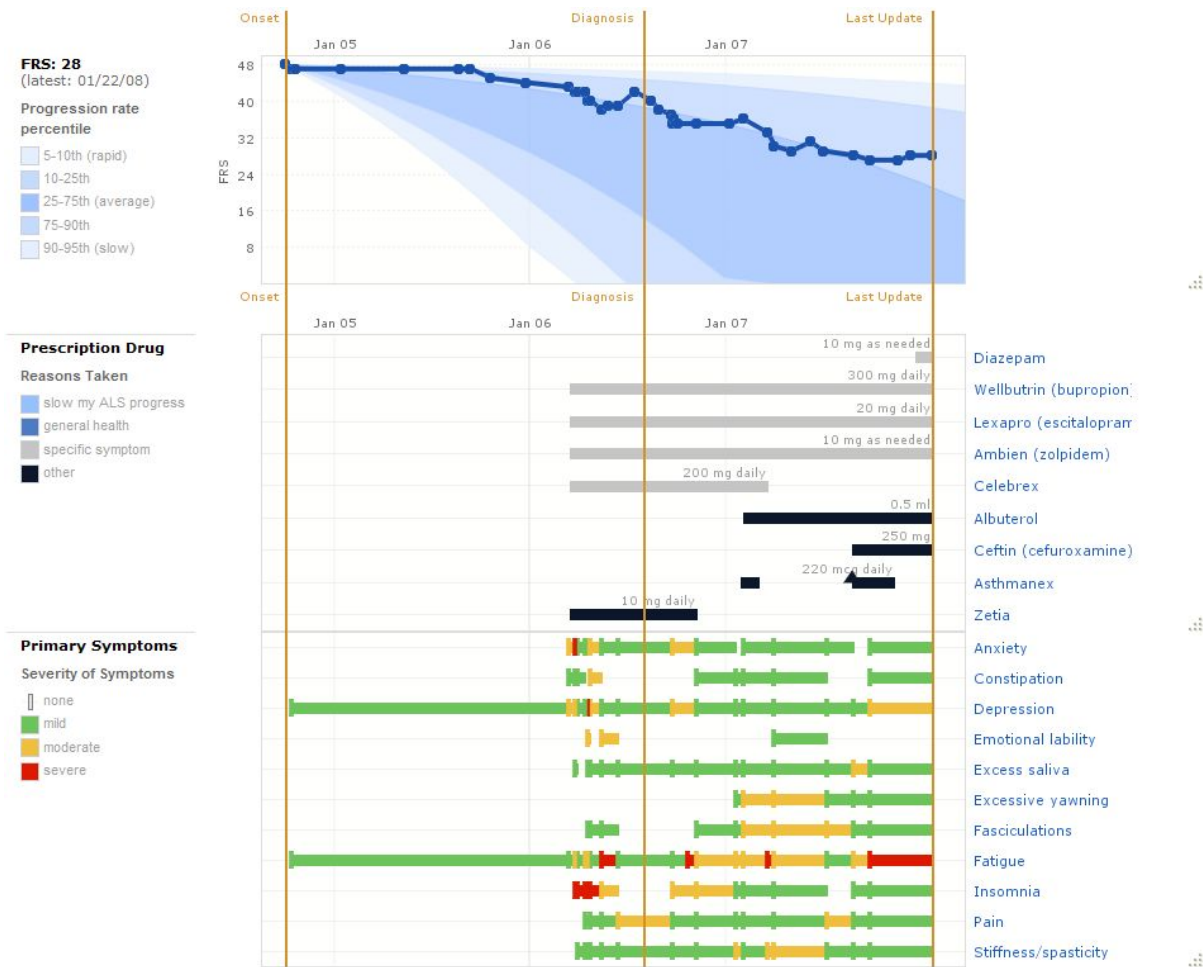 Onset Diagnosis Last Update
Jan 05 Jan 06 Jan 07
FRS: 28
(latest: 01/22/08)
Progression rate
percentile
5-10th (rapid)
10-25th
25-75th (average)
75-90th
90-95th (slow)
FRS
48
40
32
24
16
8
Onset Diagnosis Last Update
Jan 05 Jan 06 Jan 07
Prescription Drug
Reasons Taken
slow my ALS progress
general health
specific symptom
other
10 mg as needed Diazepam
300 mg daily Wellbutrin (bupropion)
20 mg daily Lexapro (escitalopram
10 mg as needed Ambien (zolpidem)
200 mg daily Celebrex
0.5 ml Albuterol
250 mg Ceftin (cefuroxamine)
220 mcg daily Asthmanex
10 mg daily Zetia
Primary Symptoms
Severity of Symptoms
none
mild
moderate
severe
Anxiety
Constipation
Depression
Emotional lability
Excess saliva
Excessive yawning
Fasciculations
Fatigue
Insomnia
Pain
Stiffness/spasticity